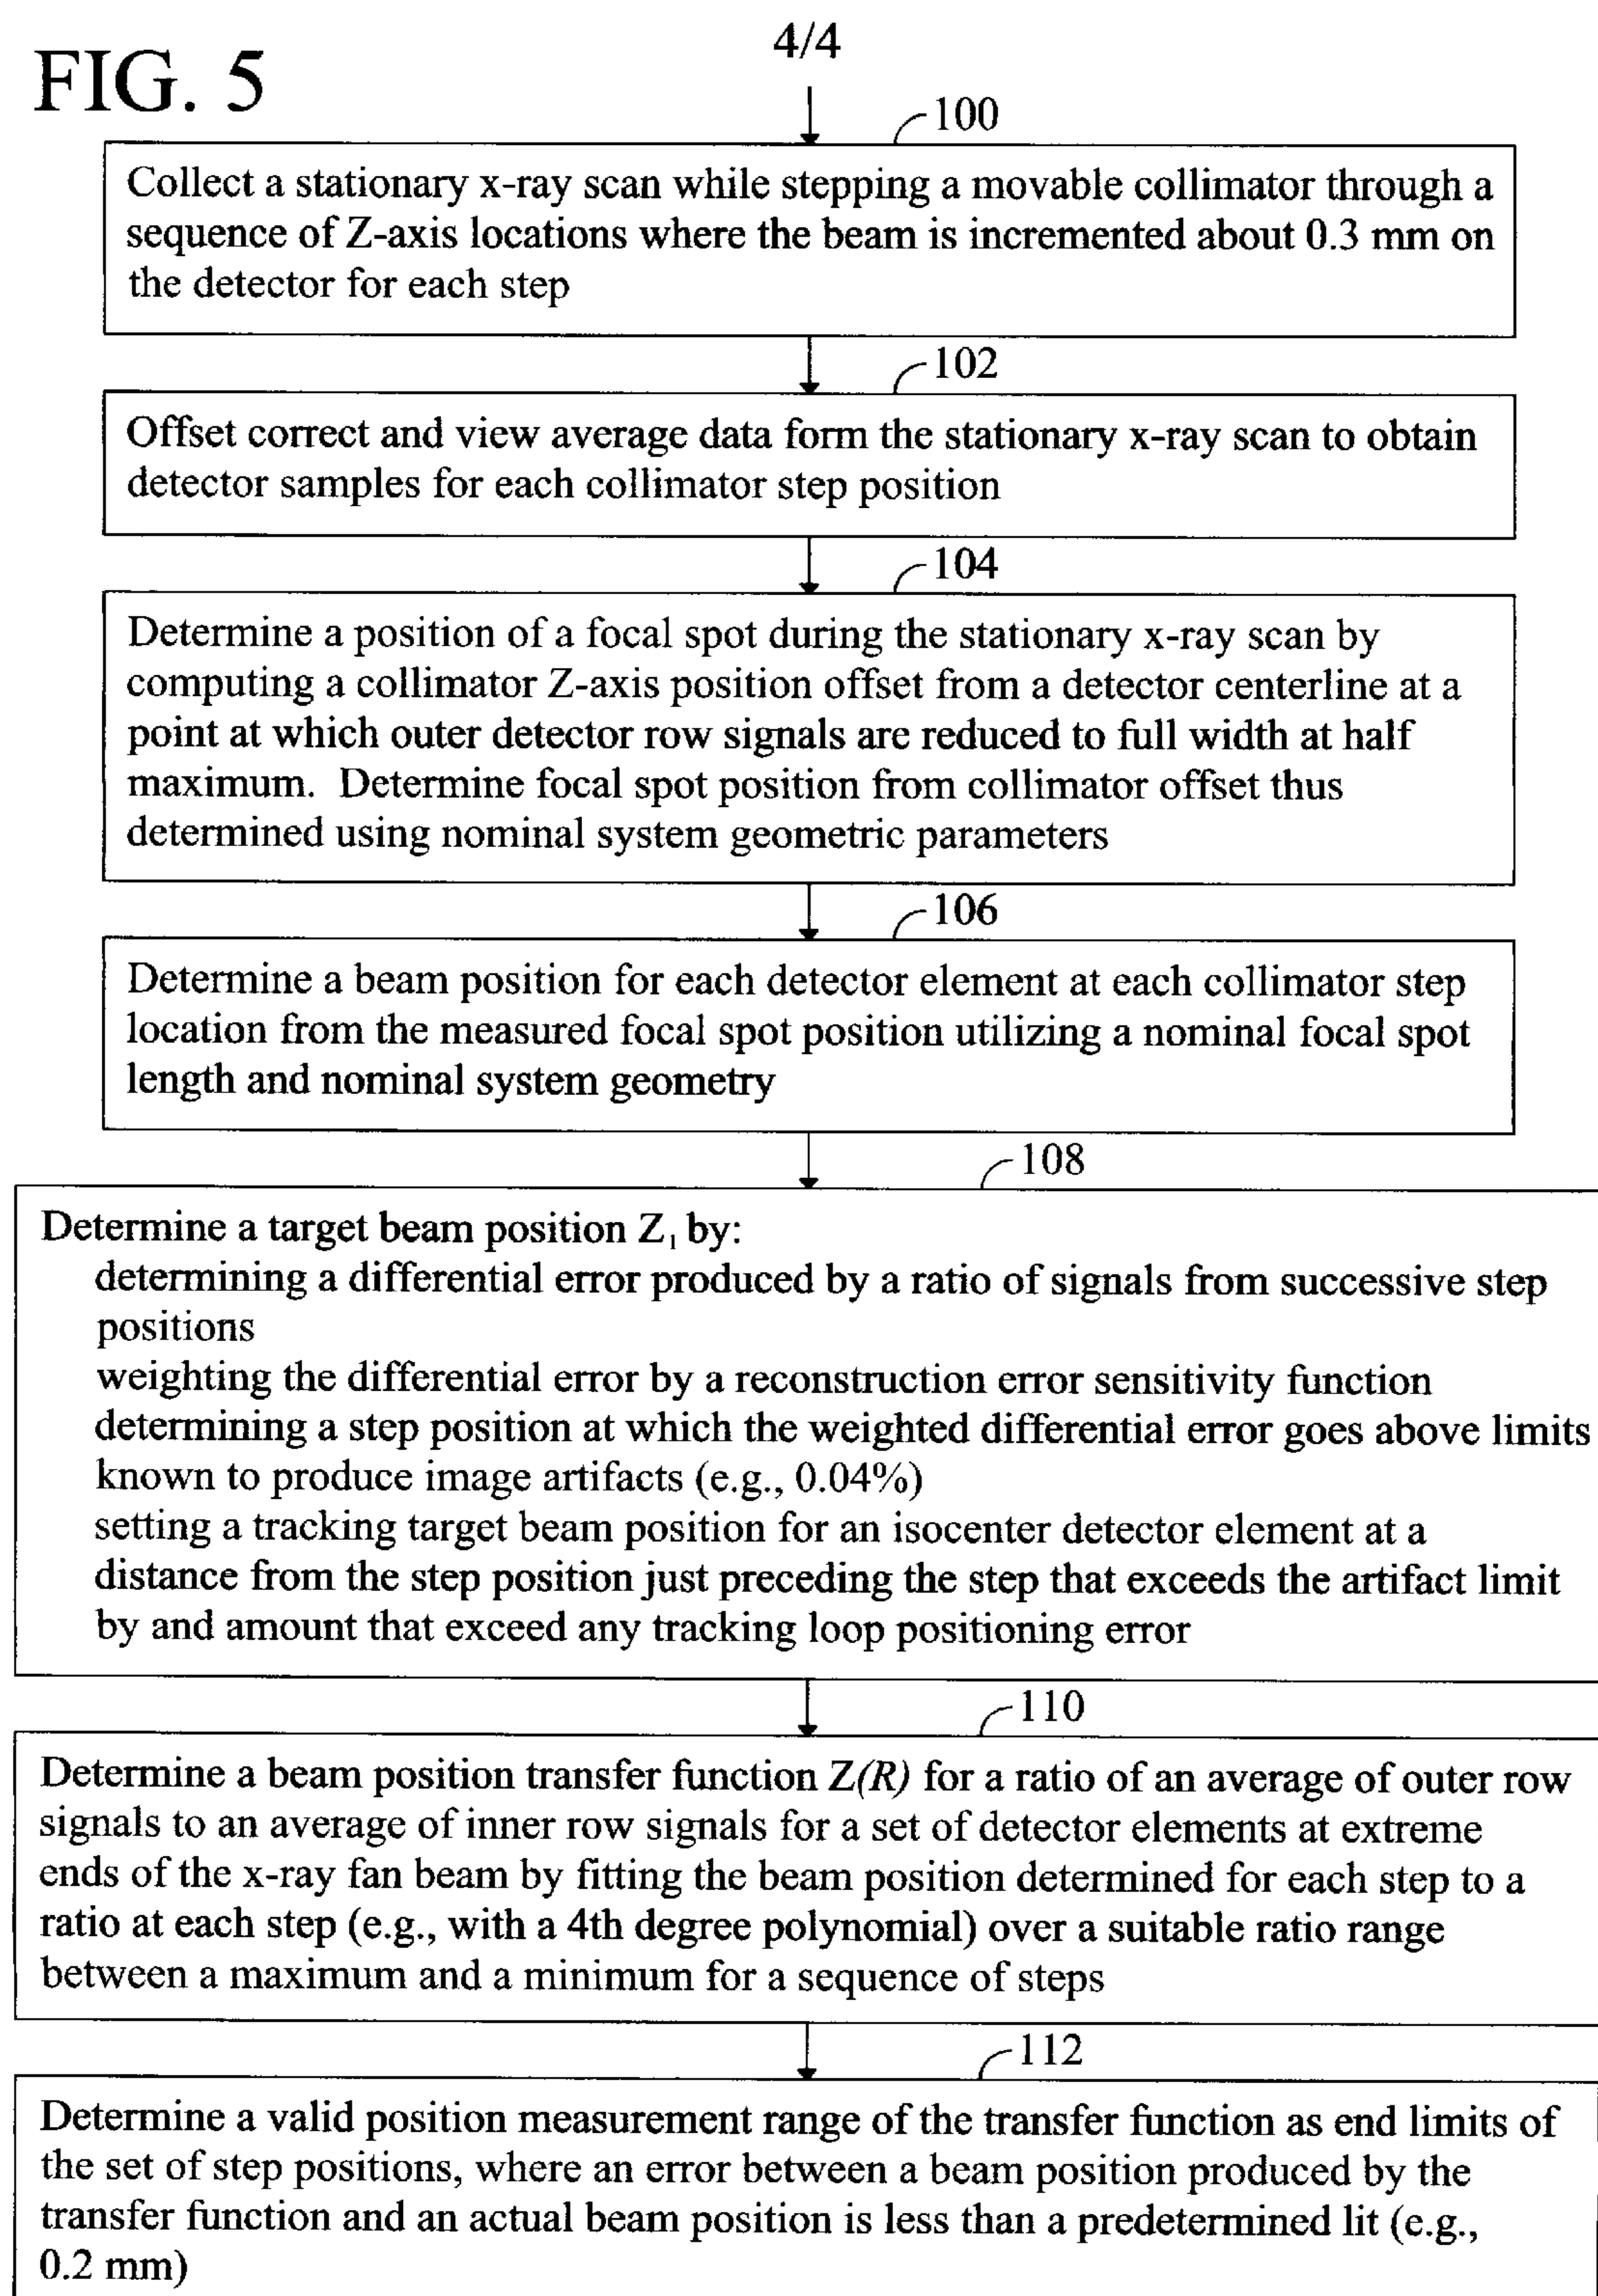 4/4
FIG. 5
100
Collect a stationary x-ray scan while stepping a movable collimator through a
sequence of Z-axis locations where the beam is incremented about 0.3 mm on
the detector for each step
102
Offset correct and view average data form the stationary x-ray scan to obtain
detector samples for each collimator step position
104
Determine a position of a focal spot during the stationary x-ray scan by
computing a collimator Z-axis position offset from a detector centerline at a
point at which outer detector row signals are reduced to full width at half
maximum. Determine focal spot position from collimator offset thus
determined using nominal system geometric parameters
106
Determine a beam position for each detector element at each collimator step
location from the measured focal spot position utilizing a nominal focal spot
length and nominal system geometry
108
Determine a target beam position Z₁ by:
determining a differential error produced by a ratio of signals from successive step
positions
weighting the differential error by a reconstruction error sensitivity function
determining a step position at which the weighted differential error goes above limits
known to produce image artifacts (e.g., 0.04%)
setting a tracking target beam position for an isocenter detector element at a
distance from the step position just preceding the step that exceeds the artifact limit
by and amount that exceed any tracking loop positioning error
110
Determine a beam position transfer function Z(R) for a ratio of an average of outer row
signals to an average of inner row signals for a set of detector elements at extreme
ends of the x-ray fan beam by fitting the beam position determined for each step to a
ratio at each step (e.g., with a 4th degree polynomial) over a suitable ratio range
between a maximum and a minimum for a sequence of steps
112
Determine a valid position measurement range of the transfer function as end limits of
the set of step positions, where an error between a beam position produced by the
transfer function and an actual beam position is less than a predetermined lit (e.g.,
0.2 mm)